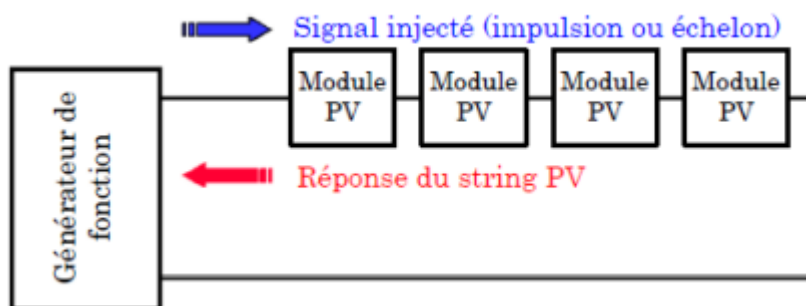 Signal injecté (impulsion ou échelon)
Générateur de
fonction
Module
PV
Module
PV
Module
PV
Module
PV
Réponse du string PV